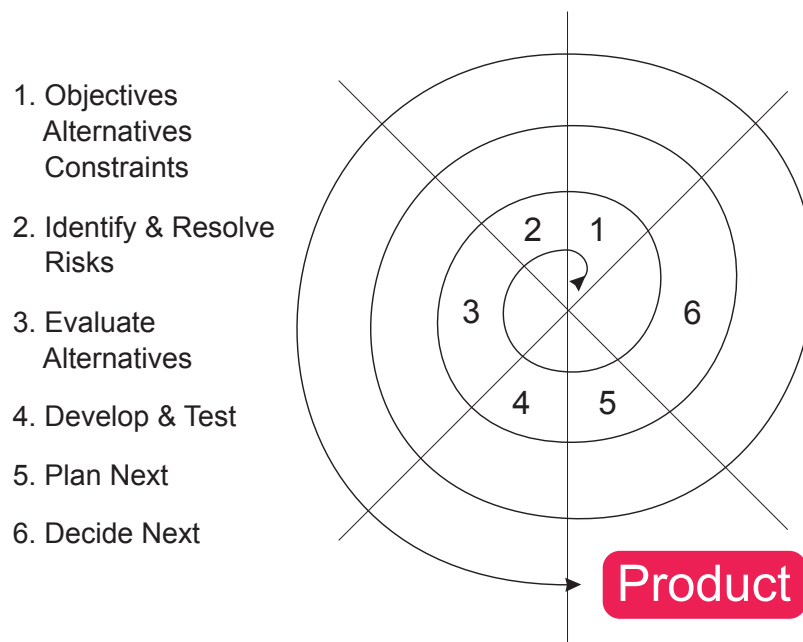 1. Objectives
Alternatives
Constraints
2. Identify & Resolve
Risks
3. Evaluate
Alternatives
4. Develop & Test
5. Plan Next
6. Decide Next
2 1
3 6
4 5
Product